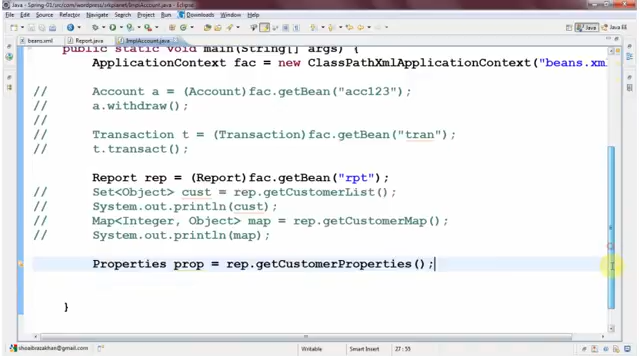 Java - Spring-01/src/com/wordpress/srkplanet/ImplAccount.java - Eclipse
File Edit Source Refactor Navigate Search Project Run Downloads Window Help
Java Java EE
beans.xml Report.java ImplAccount.java
public static void main(String[] args) {
ApplicationContext fac = new ClassPathXmlApplicationContext("beans.xm
// Account a = (Account)fac.getBean("acc123");
// a.withdraw();
//
// Transaction t = (Transaction)fac.getBean("tran");
// t.transact();
Report rep = (Report)fac.getBean("rpt");
// Set<Object> cust = rep.getCustomerList();
// System.out.println(cust);
// Map<Integer, Object> map = rep.getCustomerMap();
// System.out.println(map);
Properties prop = rep.getCustomerProperties();
}
Writable Smart Insert 27 : 55